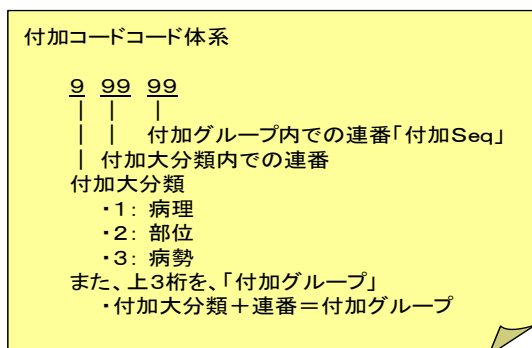 付加コードコード体系
９ ９９ ９９
| | |
| | 付加グループ内での連番「付加Seq」
| 付加大分類内での連番
付加大分類
・１： 病理
・２： 部位
・３： 病勢
また、上３桁を、「付加グループ」
・付加大分類＋連番＝付加グループ